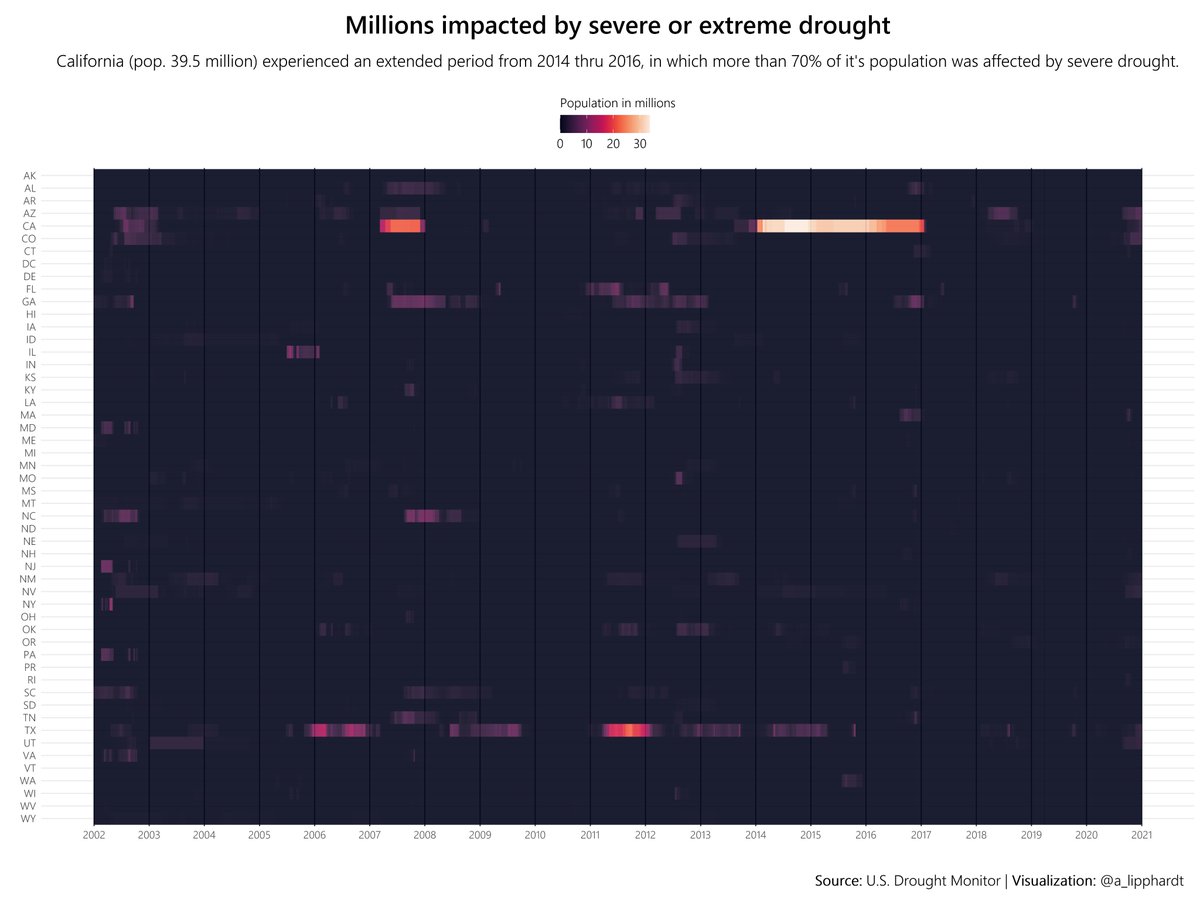 Millions impacted by severe or extreme drought
California (pop. 39.5 million) experienced an extended period from 2014 thru 2016, in which more than 70% of it's population was affected by severe drought.
Population in millions
0 10 20 30
AK
AL
AR
AZ
CA
CO
CT
DC
DE
FL
GA
HI
IA
ID
IL
IN
KS
KY
LA
MA
MD
ME
MI
MN
MO
MS
MT
NC
ND
NE
NH
NJ
NM
NV
NY
OH
OK
OR
PA
PR
RI
SC
SD
TN
TX
UT
VA
VT
WA
WI
WV
WY
2002 2003 2004 2005 2006 2007 2008 2009 2010 2011 2012 2013 2014 2015 2016 2017 2018 2019 2020 2021
Source: U.S. Drought Monitor | Visualization: @a_lipphardt